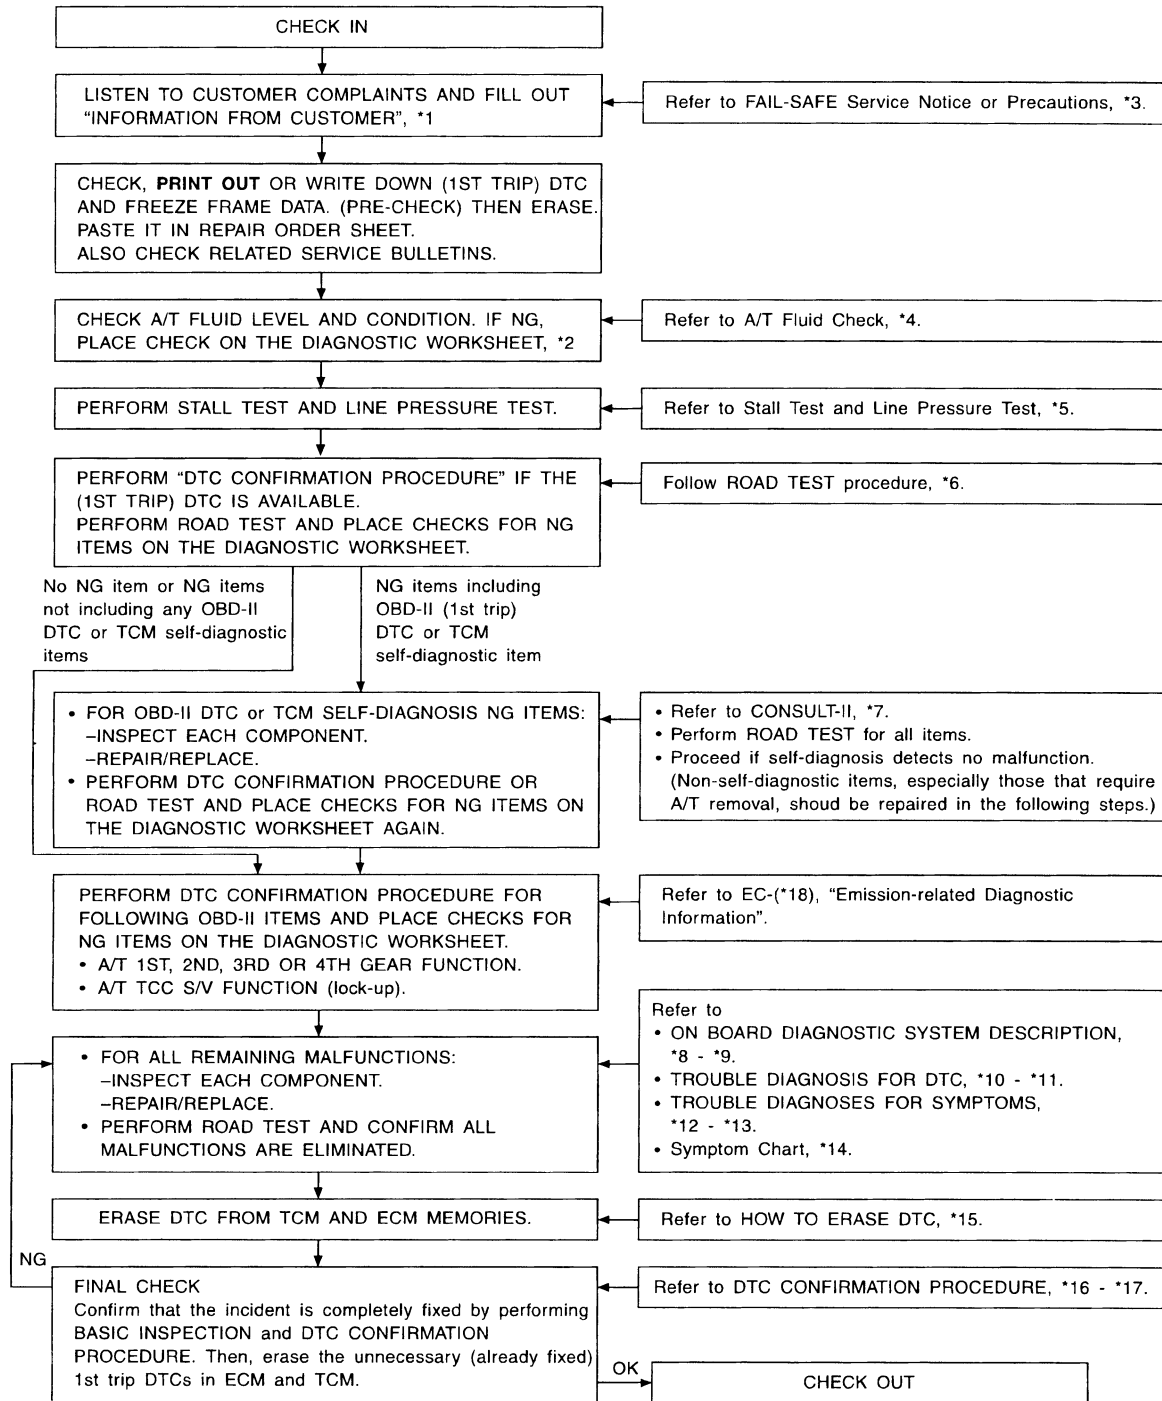 CHECK IN
LISTEN TO CUSTOMER COMPLAINTS AND FILL OUT
“INFORMATION FROM CUSTOMER”, *1
Refer to FAIL-SAFE Service Notice or Precautions, *3.
CHECK, PRINT OUT OR WRITE DOWN (1ST TRIP) DTC
AND FREEZE FRAME DATA. (PRE-CHECK) THEN ERASE.
PASTE IT IN REPAIR ORDER SHEET.
ALSO CHECK RELATED SERVICE BULLETINS.
CHECK A/T FLUID LEVEL AND CONDITION. IF NG,
PLACE CHECK ON THE DIAGNOSTIC WORKSHEET, *2
Refer to A/T Fluid Check, *4.
PERFORM STALL TEST AND LINE PRESSURE TEST.
Refer to Stall Test and Line Pressure Test, *5.
PERFORM “DTC CONFIRMATION PROCEDURE” IF THE
(1ST TRIP) DTC IS AVAILABLE.
PERFORM ROAD TEST AND PLACE CHECKS FOR NG
ITEMS ON THE DIAGNOSTIC WORKSHEET.
Follow ROAD TEST procedure, *6.
No NG item or NG items
not including any OBD-II
DTC or TCM self-diagnostic
items
NG items including
OBD-II (1st trip)
DTC or TCM
self-diagnostic item
• FOR OBD-II DTC or TCM SELF-DIAGNOSIS NG ITEMS:
–INSPECT EACH COMPONENT.
–REPAIR/REPLACE.
• PERFORM DTC CONFIRMATION PROCEDURE OR
ROAD TEST AND PLACE CHECKS FOR NG ITEMS ON
THE DIAGNOSTIC WORKSHEET AGAIN.
• Refer to CONSULT-II, *7.
• Perform ROAD TEST for all items.
• Proceed if self-diagnosis detects no malfunction.
(Non-self-diagnostic items, especially those that require
A/T removal, shoud be repaired in the following steps.)
PERFORM DTC CONFIRMATION PROCEDURE FOR
FOLLOWING OBD-II ITEMS AND PLACE CHECKS FOR
NG ITEMS ON THE DIAGNOSTIC WORKSHEET.
• A/T 1ST, 2ND, 3RD OR 4TH GEAR FUNCTION.
• A/T TCC S/V FUNCTION (lock-up).
Refer to EC-(*18), “Emission-related Diagnostic
Information”.
• FOR ALL REMAINING MALFUNCTIONS:
–INSPECT EACH COMPONENT.
–REPAIR/REPLACE.
• PERFORM ROAD TEST AND CONFIRM ALL
MALFUNCTIONS ARE ELIMINATED.
Refer to
• ON BOARD DIAGNOSTIC SYSTEM DESCRIPTION,
*8 - *9.
• TROUBLE DIAGNOSIS FOR DTC, *10 - *11.
• TROUBLE DIAGNOSES FOR SYMPTOMS,
*12 - *13.
• Symptom Chart, *14.
ERASE DTC FROM TCM AND ECM MEMORIES.
Refer to HOW TO ERASE DTC, *15.
NG
FINAL CHECK
Confirm that the incident is completely fixed by performing
BASIC INSPECTION and DTC CONFIRMATION
PROCEDURE. Then, erase the unnecessary (already fixed)
1st trip DTCs in ECM and TCM.
Refer to DTC CONFIRMATION PROCEDURE, *16 - *17.
OK
CHECK OUT